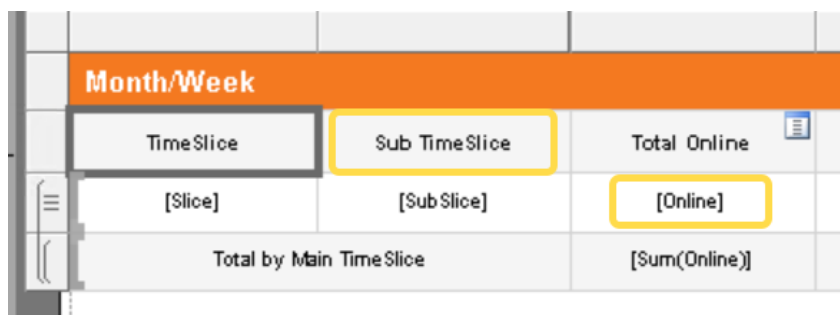 Month/Week
TimeSlice Sub TimeSlice Total Online
[Slice] [SubSlice] [Online]
Total by Main TimeSlice [Sum(Online)]